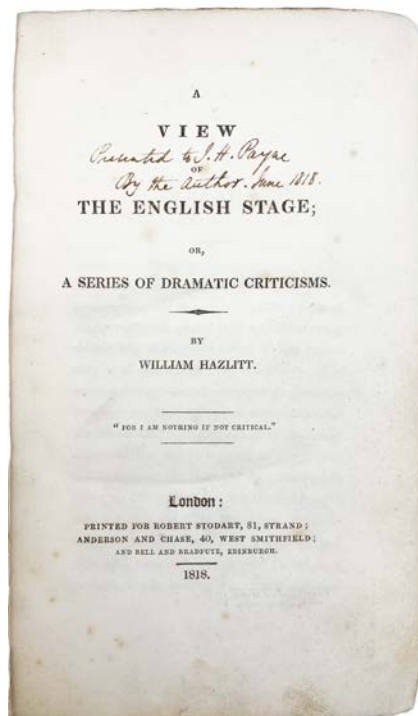 A
VIEW
Presented to J. H. Payne
OF
By the Author. June 1818.
THE ENGLISH STAGE;
OR,
A SERIES OF DRAMATIC CRITICISMS.
BY
WILLIAM HAZLITT.
“ FOR I AM NOTHING IF NOT CRITICAL.”
London:
PRINTED FOR ROBERT STODART, 81, STRAND;
ANDERSON AND CHASE, 40, WEST SMITHFIELD;
AND BELL AND BRADFUTE, EDINBURGH.
1818.